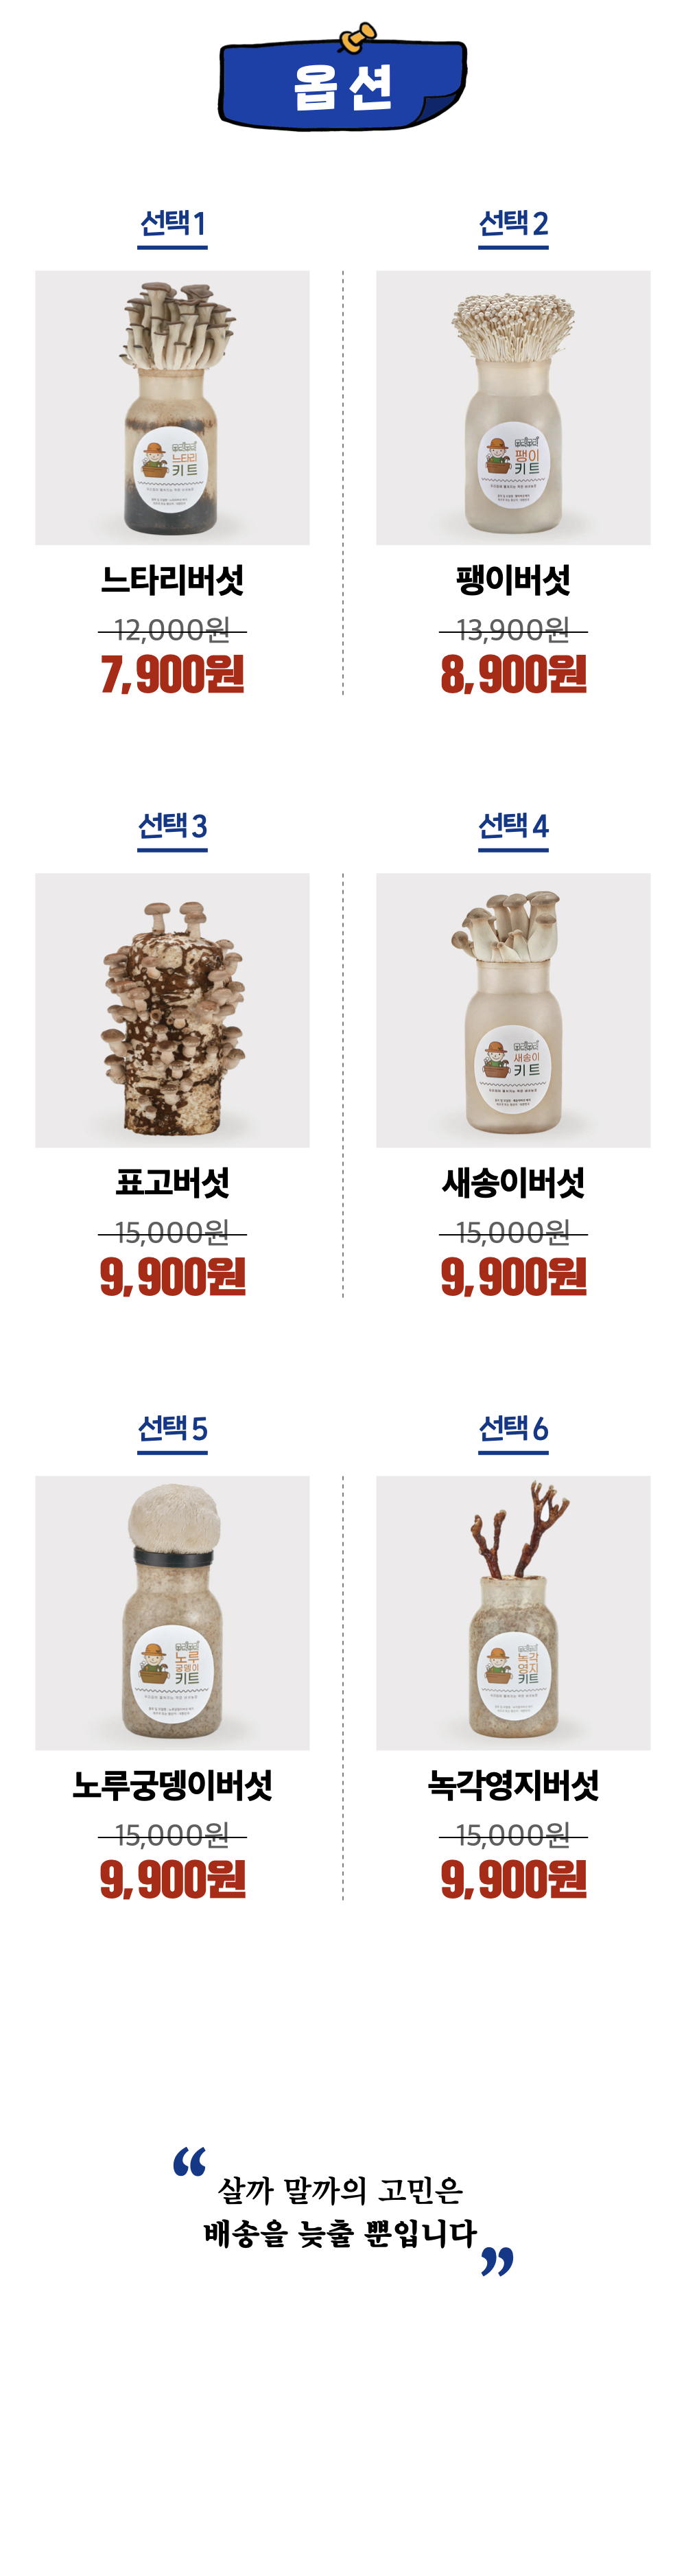 옵션
선택 1
선택 2
느타리
키트
팽이
키트
느타리버섯
팽이버섯
12,000원
13,900원
7,900원
8,900원
선택 3
선택 4
새송이
키트
표고버섯
새송이버섯
15,000원
15,000원
9,900원
9,900원
선택 5
선택 6
노루
궁뎅이
키트
녹각
영지
키트
노루궁뎅이버섯
녹각영지버섯
15,000원
15,000원
9,900원
9,900원
“ 살까 말까의 고민은
배송을 늦출 뿐입니다 ”